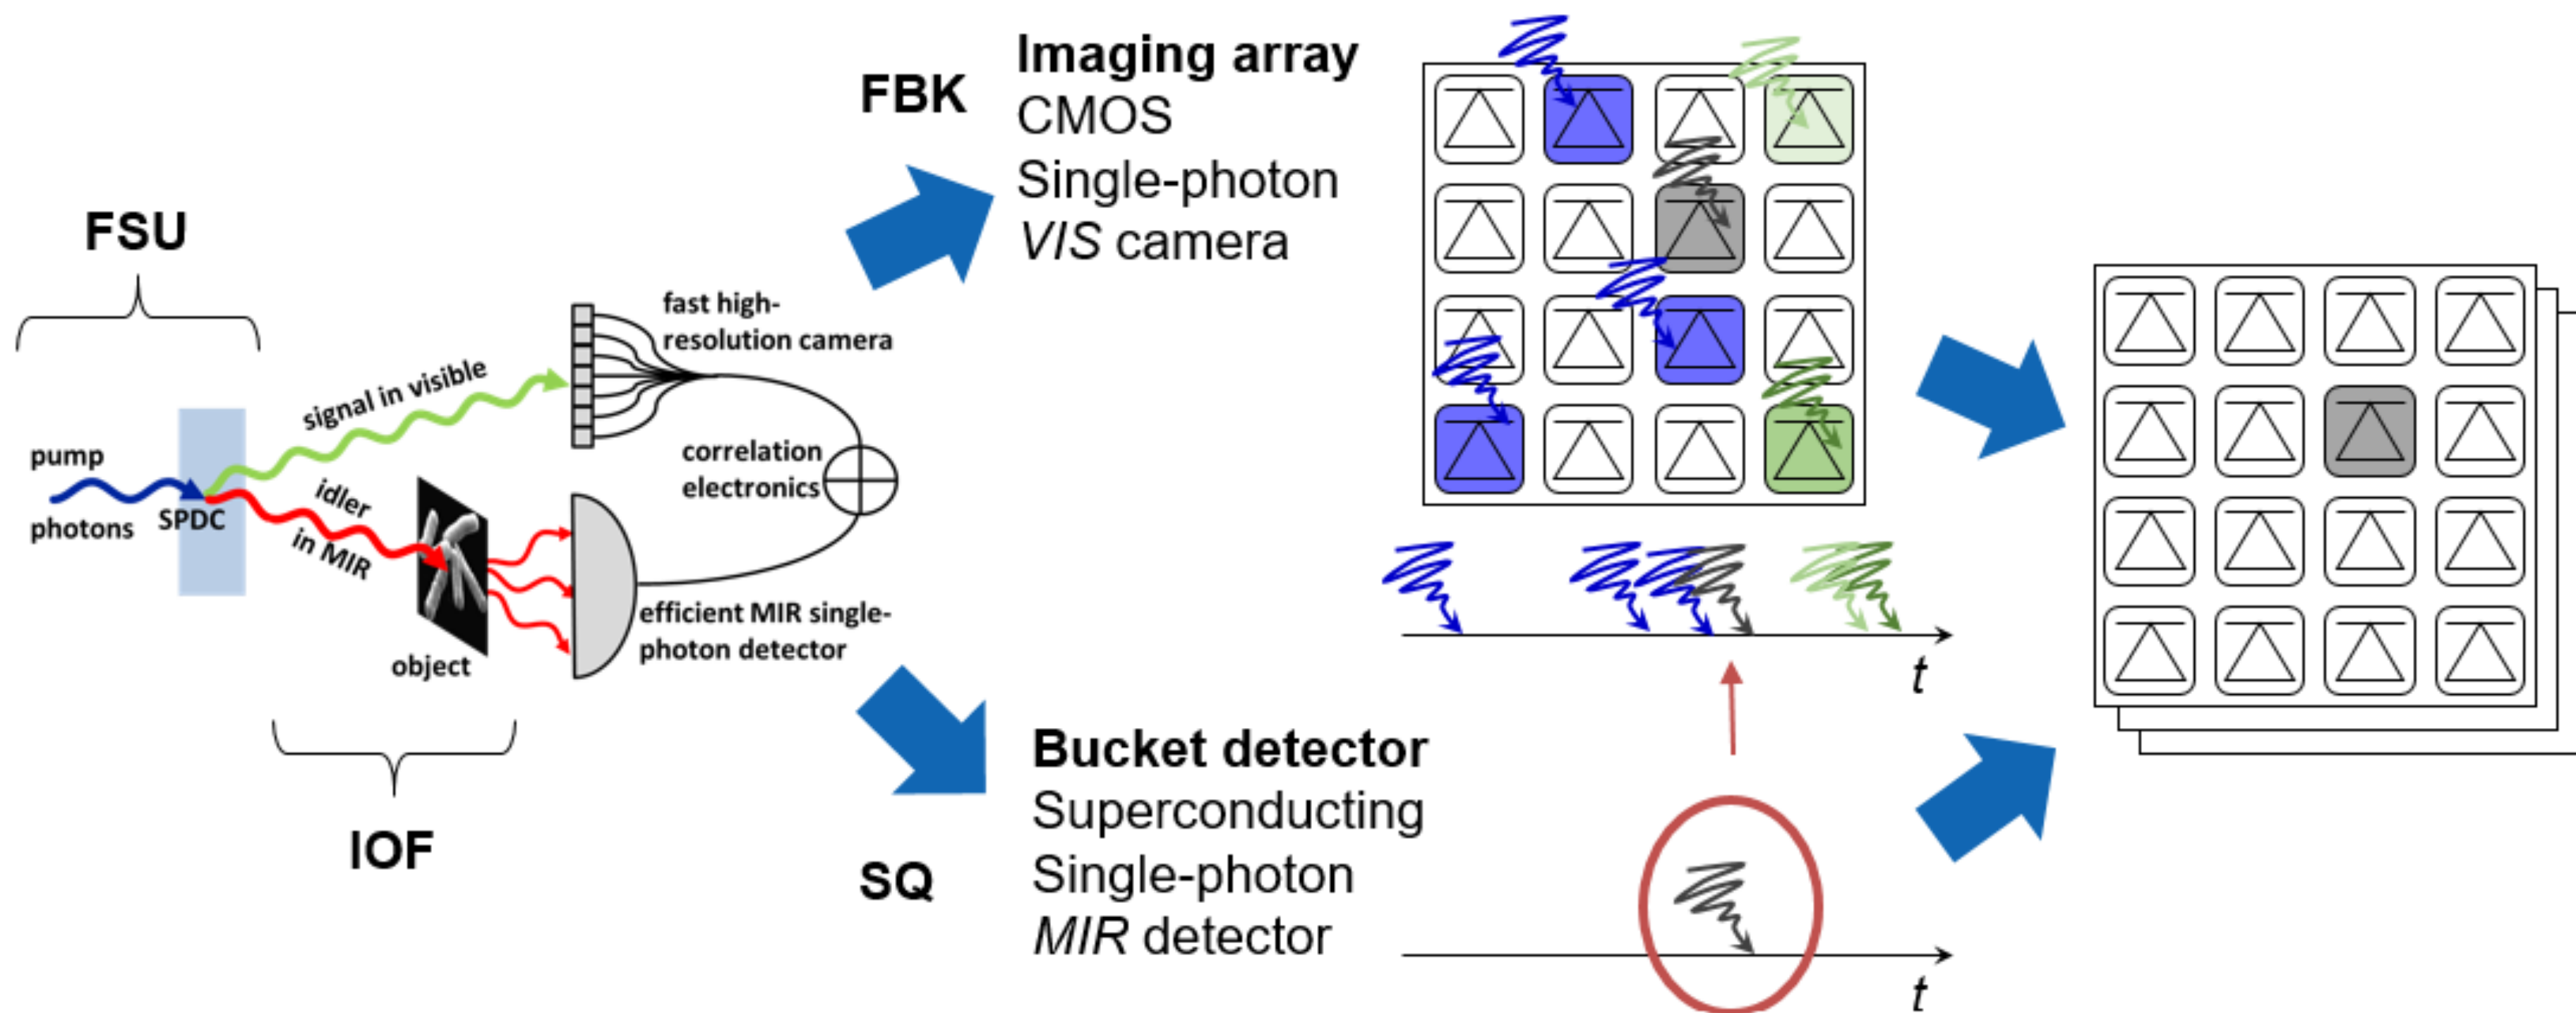 FSU
pump
photons
SPDC
signal in visible
idler
in MIR
object
IOF
fast high-
resolution camera
correlation
electronics
efficient MIR single-
photon detector
FBK
Imaging array
CMOS
Single-photon
VIS camera
t
SQ
Bucket detector
Superconducting
Single-photon
MIR detector
t